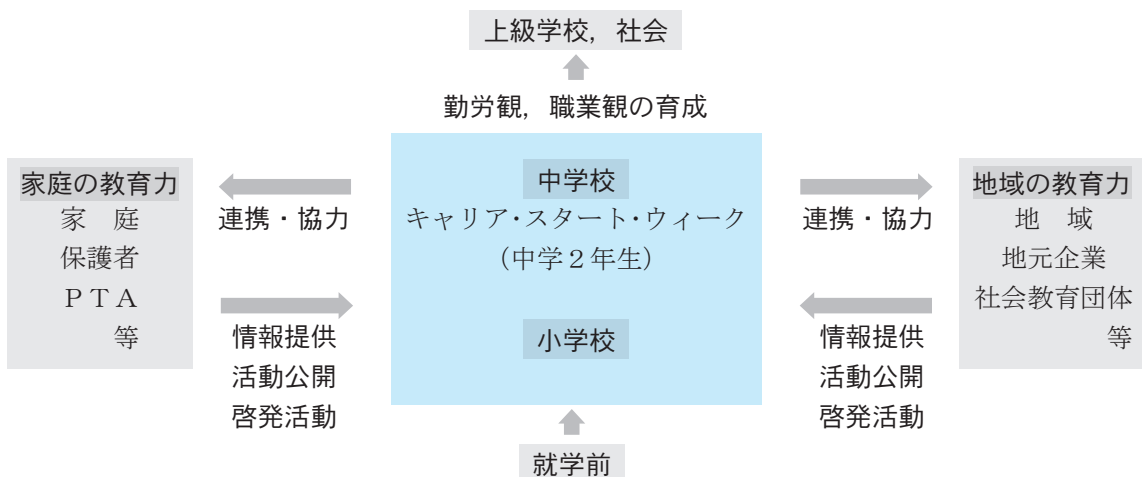 上級学校，社会
勤労観，職業観の育成
家庭の教育力
家　庭
保護者
ＰＴＡ
等
連携・協力
情報提供
活動公開
啓発活動
中学校
キャリア・スタート・ウィーク
（中学２年生）
小学校
連携・協力
情報提供
活動公開
啓発活動
地域の教育力
地　域
地元企業
社会教育団体
等
就学前